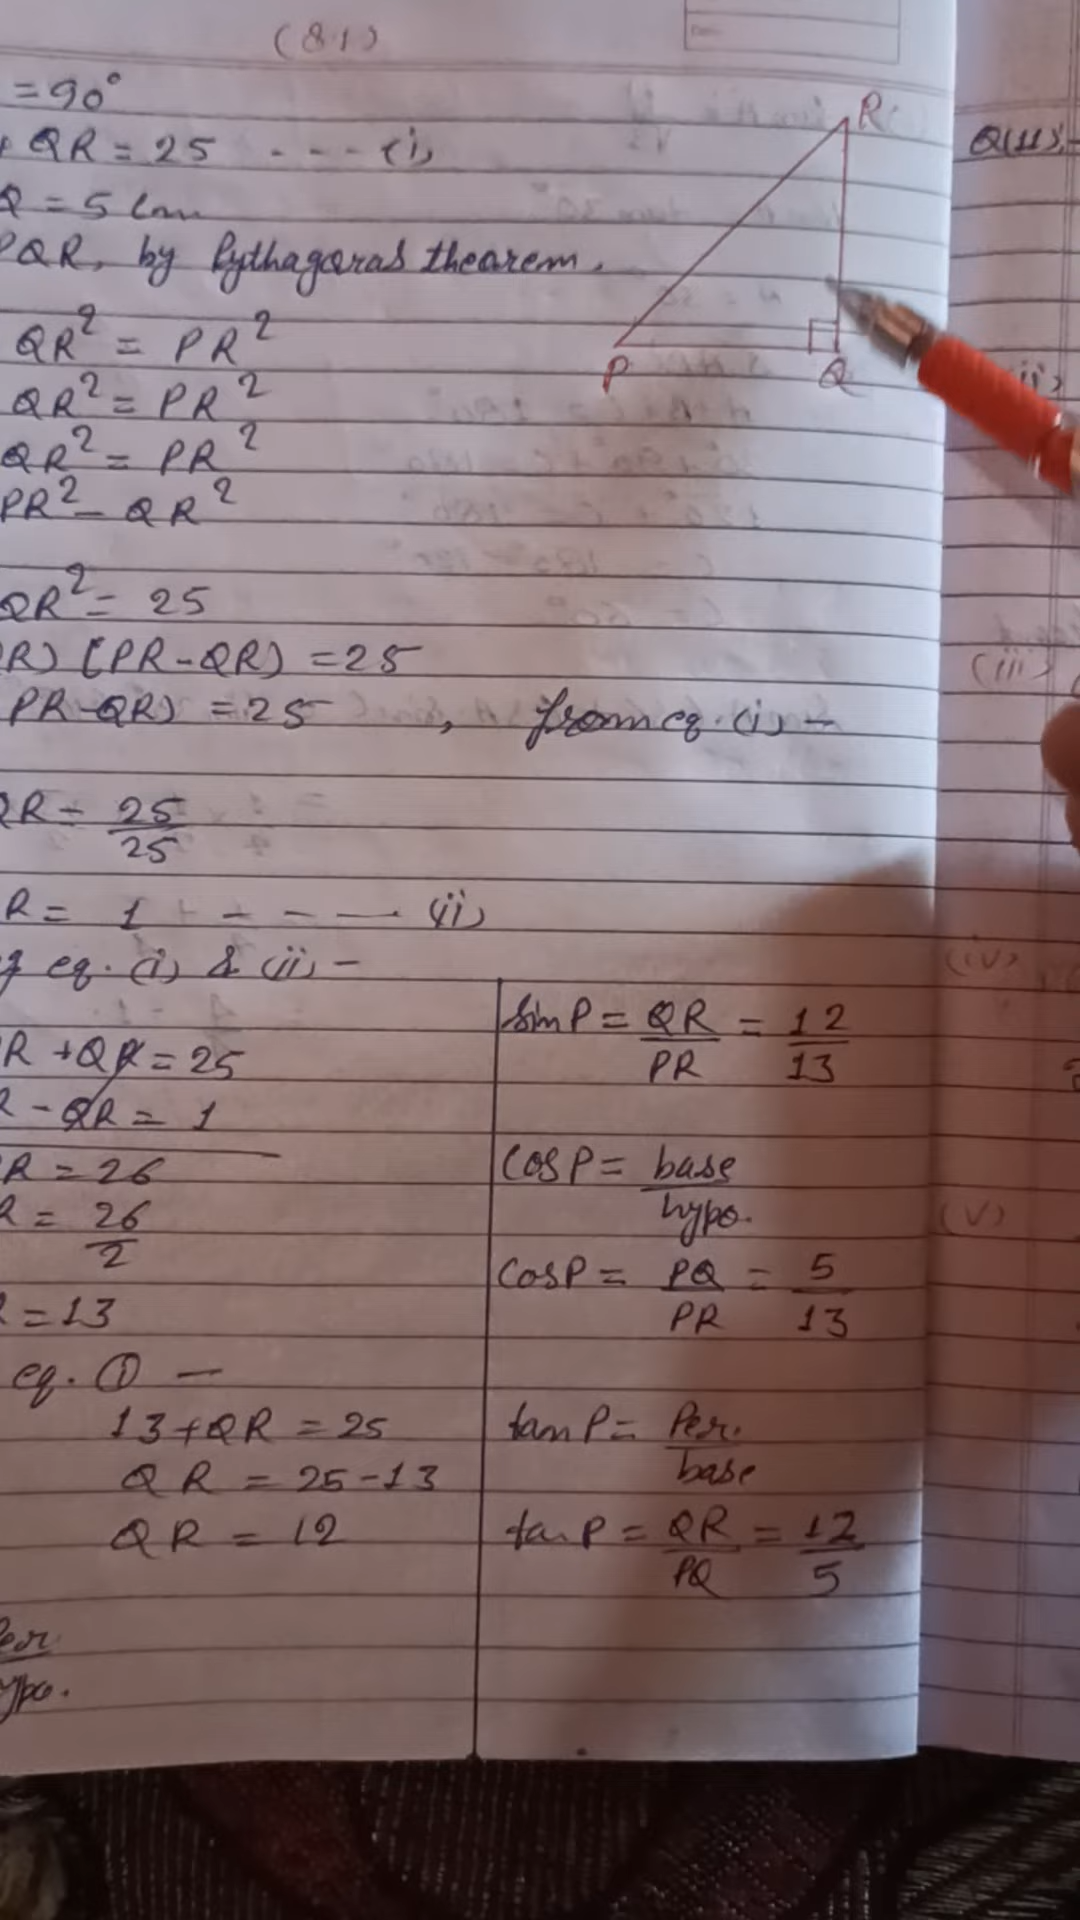 (81)
= 90°
+ QR = 25 - - - - (i)
Q = 5 cm
PQR, by Pythagoras thearem.
QR² = PR²
QR² = PR²
QR² = PR²
PR² - QR²
QR² = 25
R) (PR-QR) = 25
PR-QR) = 25 , from eq. (i) -
QR = 25/25
R = 1 - - - - (ii)
eq. (i) & (ii) -
R + QR = 25
R - QR = 1
R = 26
R = 26/2
R = 13
eq. ① -
13 + QR = 25
QR = 25 - 13
QR = 12
Per
hypo.
sin P = QR/PR = 12/13
Cos P = base/hypo.
Cos P = PQ/PR = 5/13
tan P = Per./base
tan P = QR/PQ = 12/5
R
P
Q
Q(11)
ii)
(iii)
(iv)
(v)